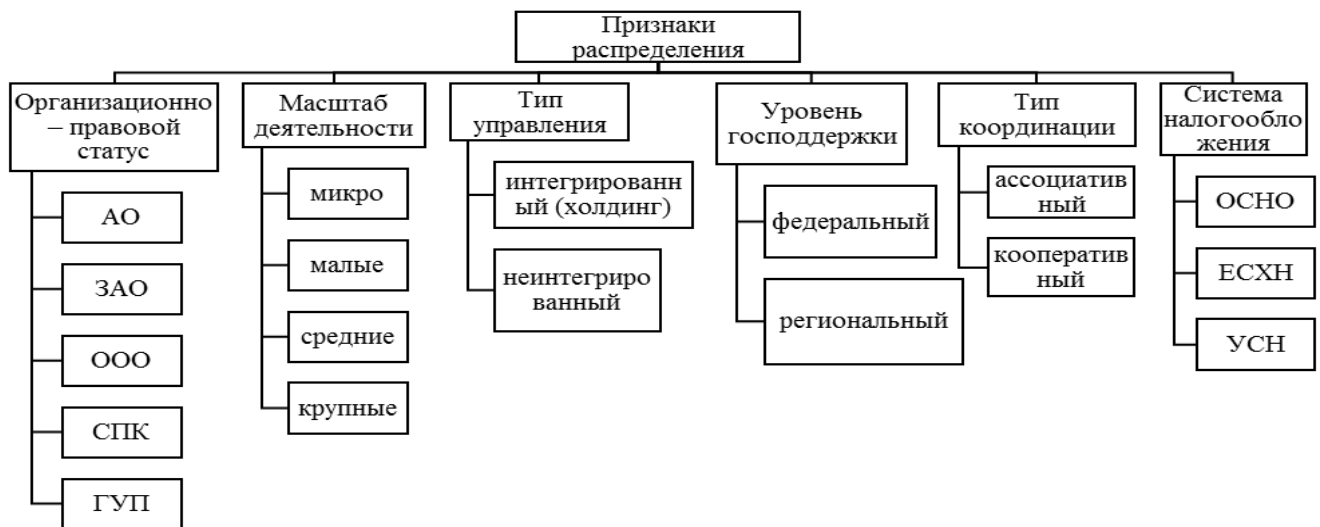 Признаки
распределения
Организационно
– правовой
статус
АО
ЗАО
ООО
СПК
ГУП
Масштаб
деятельности
микро
малые
средние
крупные
Тип
управления
интегрированн
ый (холдинг)
неинтегриро
ванный
Уровень
господдержки
федеральный
региональный
Тип
координации
ассоциатив
ный
кооператив
ный
Система
налогообло
жения
ОСНО
ЕСХН
УСН